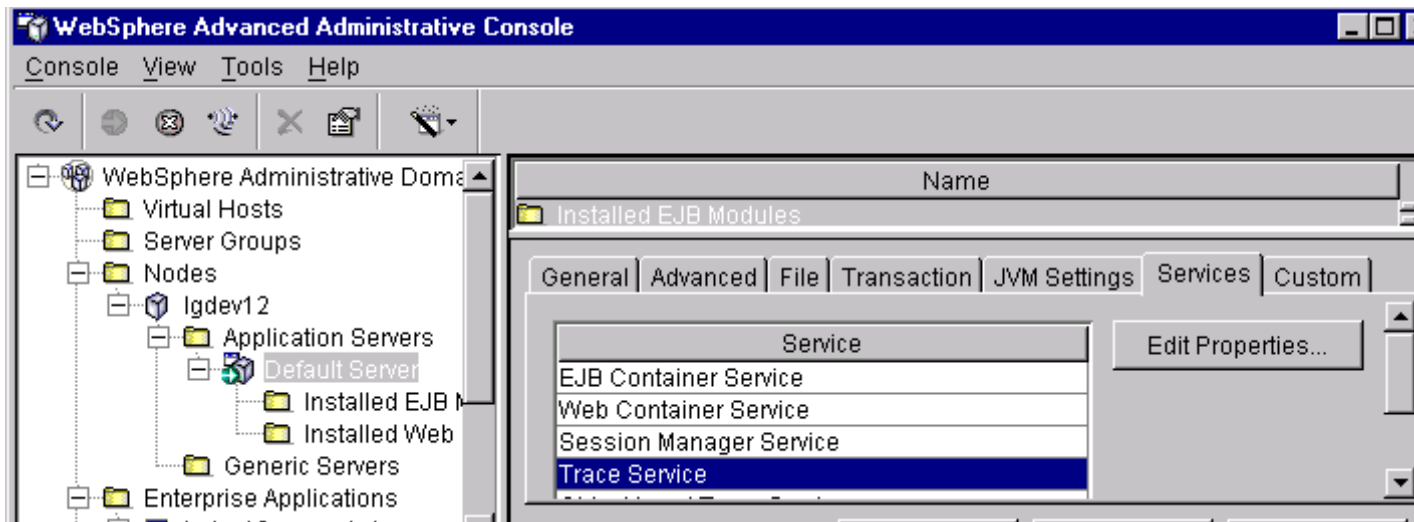 WebSphere Advanced Administrative Console
Console View Tools Help
WebSphere Administrative Doma
Virtual Hosts
Server Groups
Nodes
lgdev12
Application Servers
Default Server
Installed EJB M
Installed Web
Generic Servers
Enterprise Applications
Name
Installed EJB Modules
General Advanced File Transaction JVM Settings Services Custom
Service
EJB Container Service
Web Container Service
Session Manager Service
Trace Service
Edit Properties...